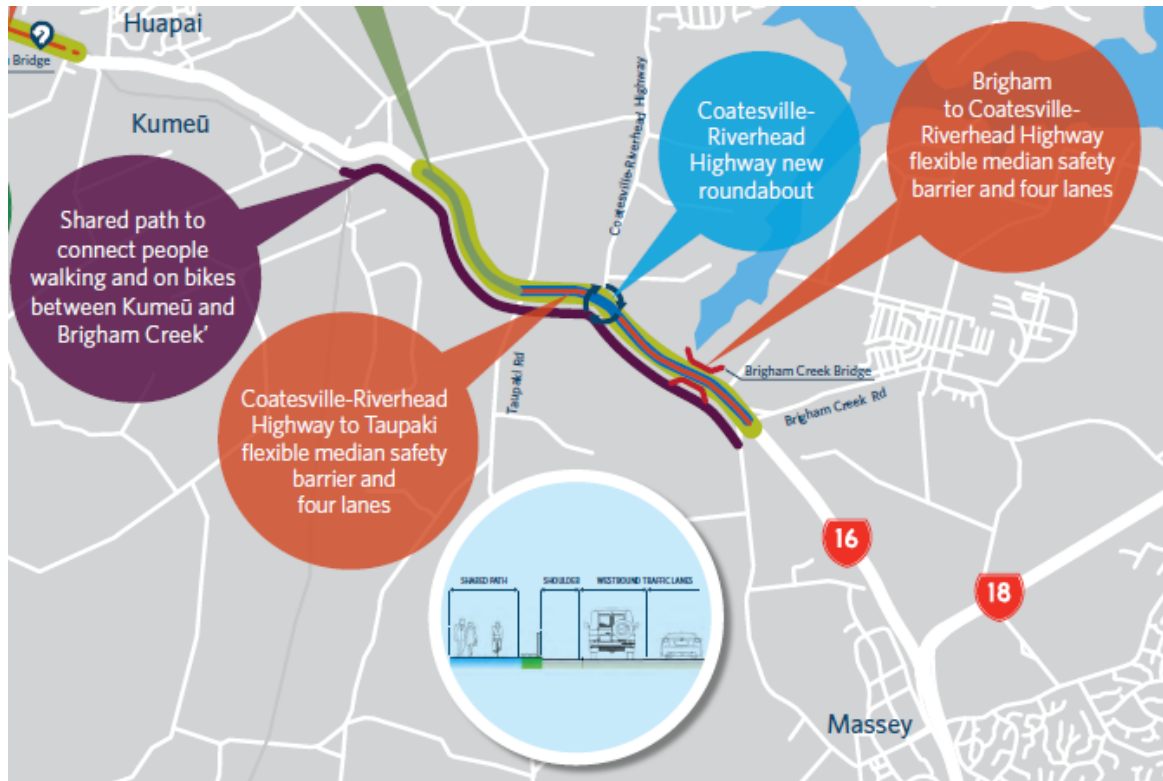 Huapai
Bridge
Kumeū
Shared path to
connect people
walking and on bikes
between Kumeū and
Brigham Creek'
Coatesville-Riverhead Highway
Coatesville-
Riverhead
Highway new
roundabout
Brigham
to Coatesville-
Riverhead Highway
flexible median safety
barrier and four lanes
Coatesville-Riverhead
Highway to Taupaki
flexible median safety
barrier and
four lanes
Taupaki Rd
Brigham Creek Bridge
Brigham Creek Rd
SHARED PATH
SHOULDER
WESTBOUND TRAFFIC LANES
16
18
Massey